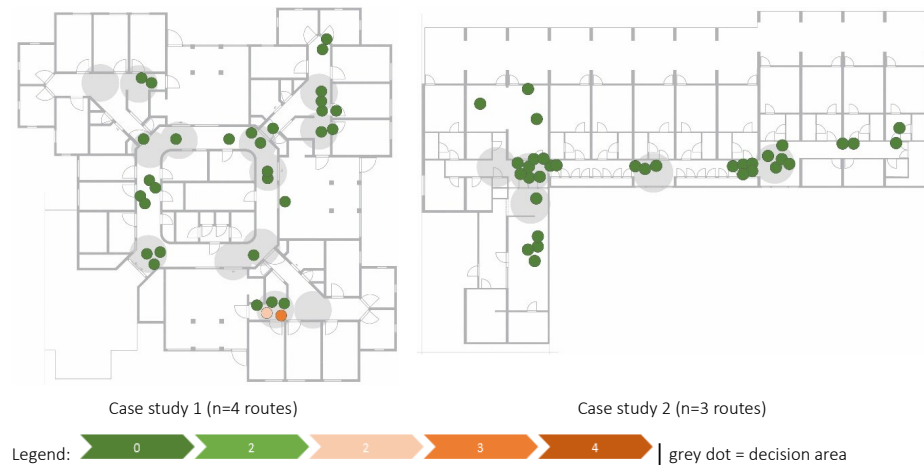 Case study 1 (n=4 routes)
Case study 2 (n=3 routes)
Legend: 0 2 2 3 4 grey dot = decision area